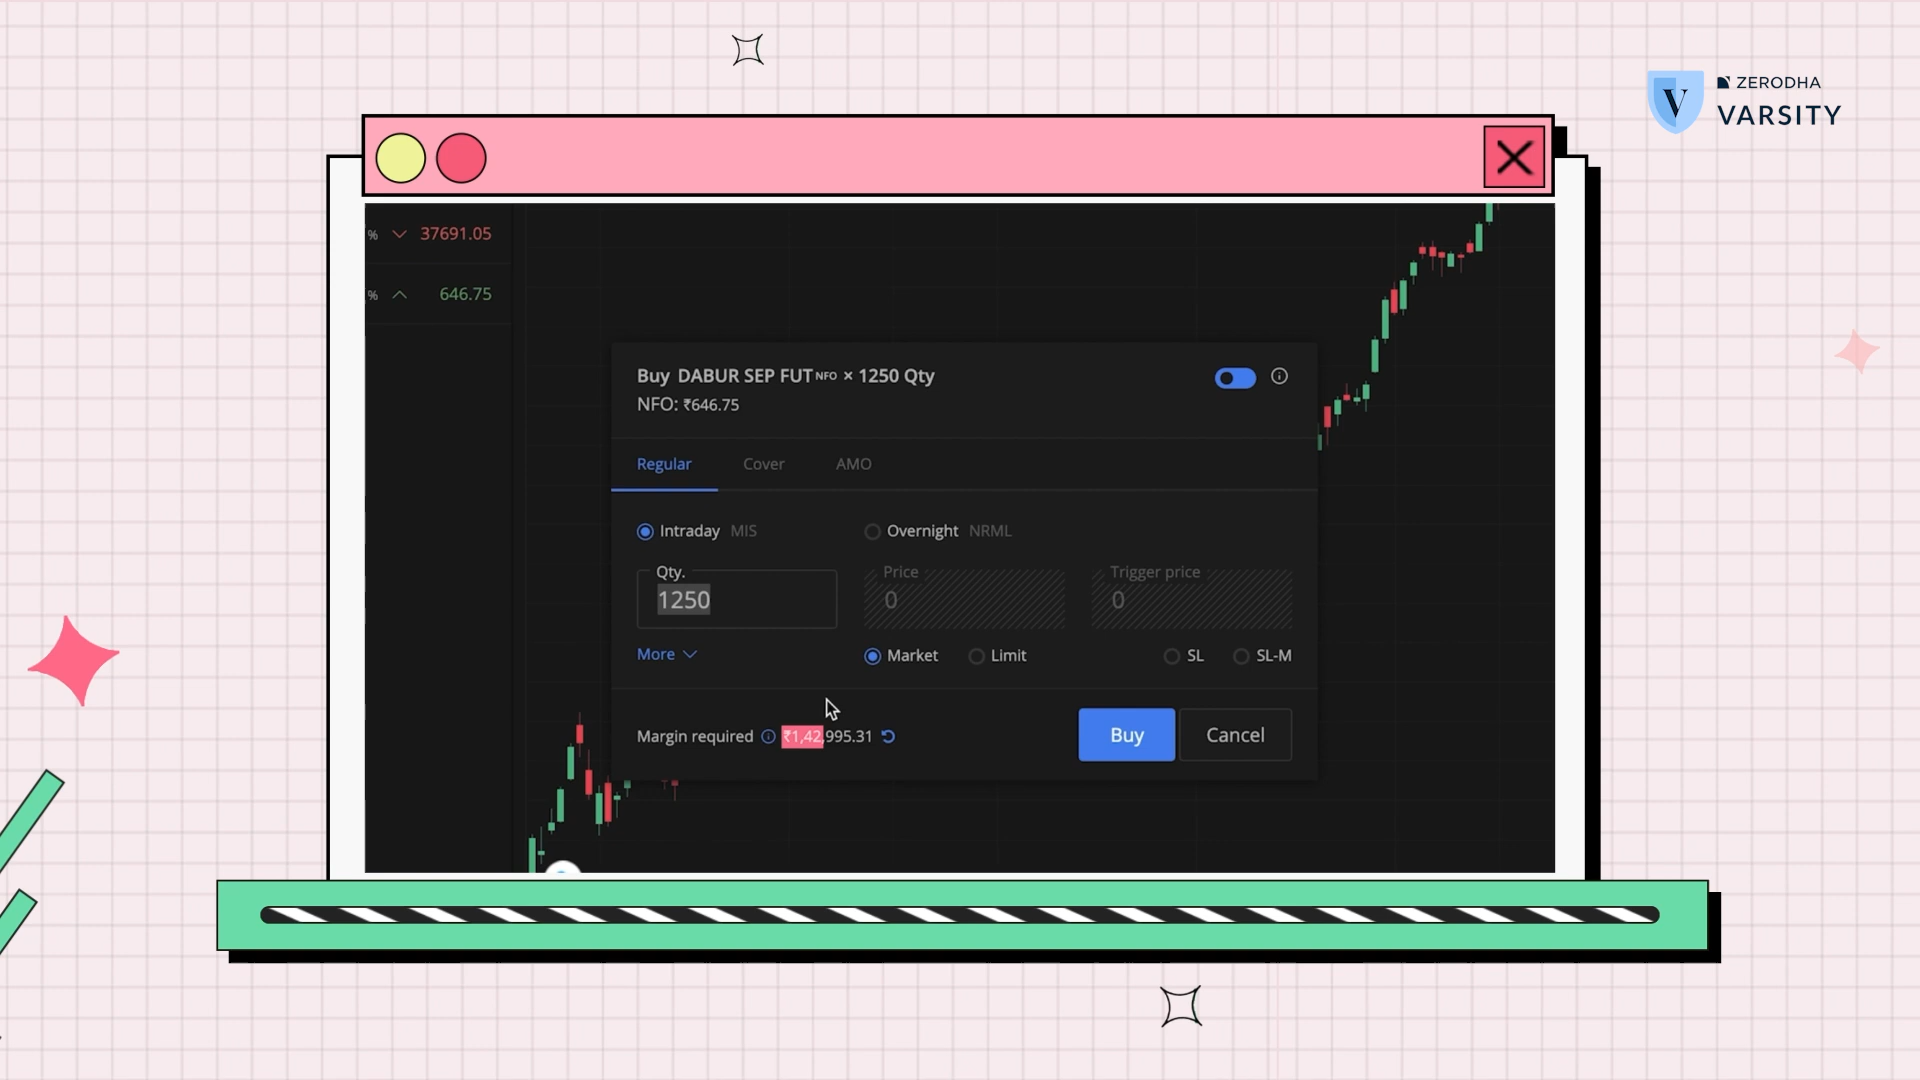 ZERODHA
V
VARSITY
% 37691.05
% 646.75
Buy DABUR SEP FUT NFO × 1250 Qty
NFO: ₹646.75
Regular Cover AMO
Intraday MIS Overnight NRML
Qty. Price Trigger price
1250 0 0
More Market Limit SL SL-M
Margin required ₹1,42,995.31 Buy Cancel